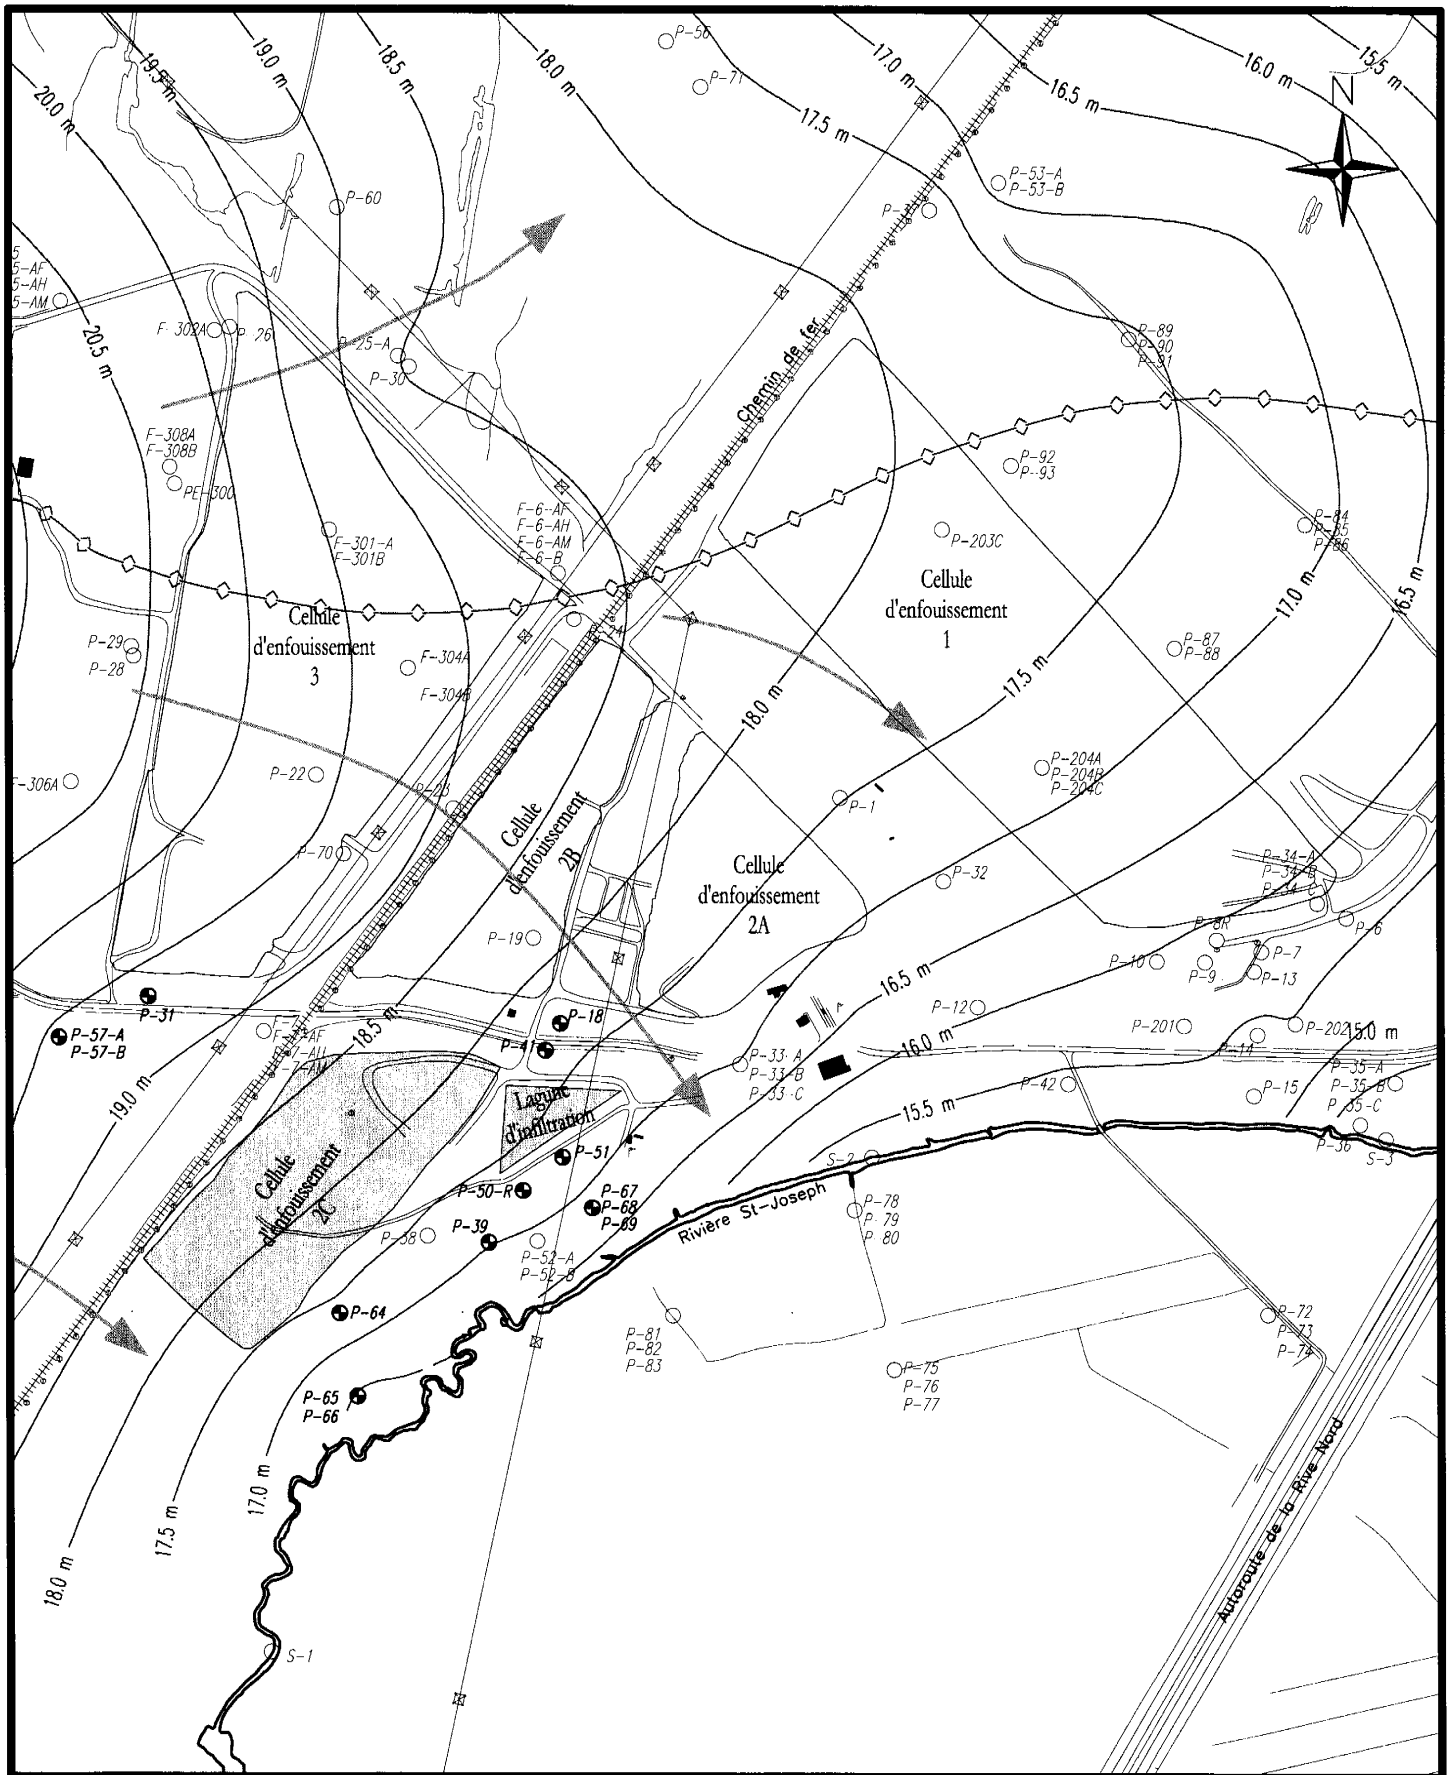 20.0 m
19.5 m
19.0 m
18.5 m
18.0 m
P-56
P-71
17.0 m
17.5 m
16.5 m
16.0 m
15.5 m
N
P-53-A
P-53-B
P-60
5-AF
5-AH
5-AM
20.5 m
F-302A
P-26
P-25-A
P-30
Chemin de fer
P-89
P-90
P-91
F-308A
F-308B
PE-300
F-301-A
F-301B
F-6-AF
F-6-AH
F-6-AM
F-6-B
P-92
P-93
P-203C
P-84
P-85
P-86
Cellule
d'enfouissement
1
17.0 m
16.5 m
P-29
P-28
Cellule
d'enfouissement
3
F-304A
F-304B
P-87
P-88
17.5 m
18.0 m
F-306A
P-22
P-23
P-70
Cellule
d'enfouissement
2B
P-1
P-204A
P-204B
P-204C
Cellule
d'enfouissement
2A
P-32
P-34-A
P-34-B
P-34-C
P-6
P-8R
P-7
P-9
P-13
P-10
P-19
16.5 m
P-12
P-201
P-202
15.0 m
P-14
P-31
P-57-A
P-57-B
18.5 m
P-18
P-41
16.0 m
P-33-A
P-33-B
P-33-C
P-42
P-15
P-35-A
P-35-B
P-35-C
P-36
S-3
19.0 m
Lagune
d'infiltration
15.5 m
P-51
S-2
Cellule
d'enfouissement
2C
P-50-R
P-67
P-68
P-69
P-38
P-39
P-52-A
P-52-B
Rivière St-Joseph
P-78
P-79
P-80
P-64
P-81
P-82
P-83
P-72
P-73
P-74
P-75
P-76
P-77
P-65
P-66
17.0 m
17.5 m
18.0 m
Autoroute de la Rive Nord
S-1